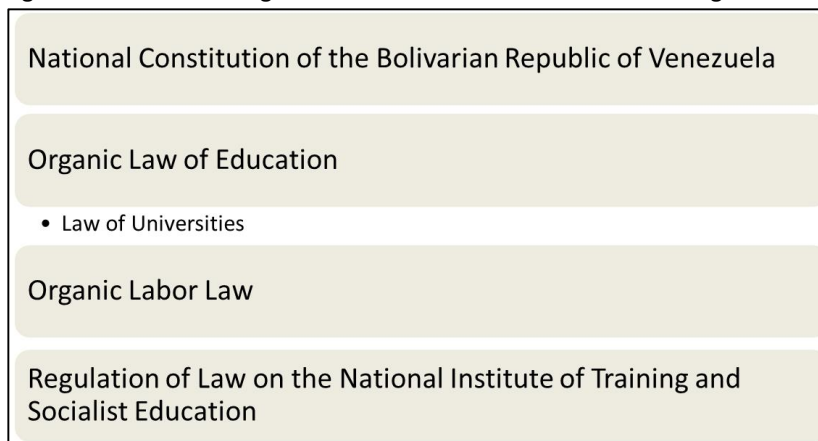 National Constitution of the Bolivarian Republic of Venezuela
Organic Law of Education
• Law of Universities
Organic Labor Law
Regulation of Law on the National Institute of Training and
Socialist Education